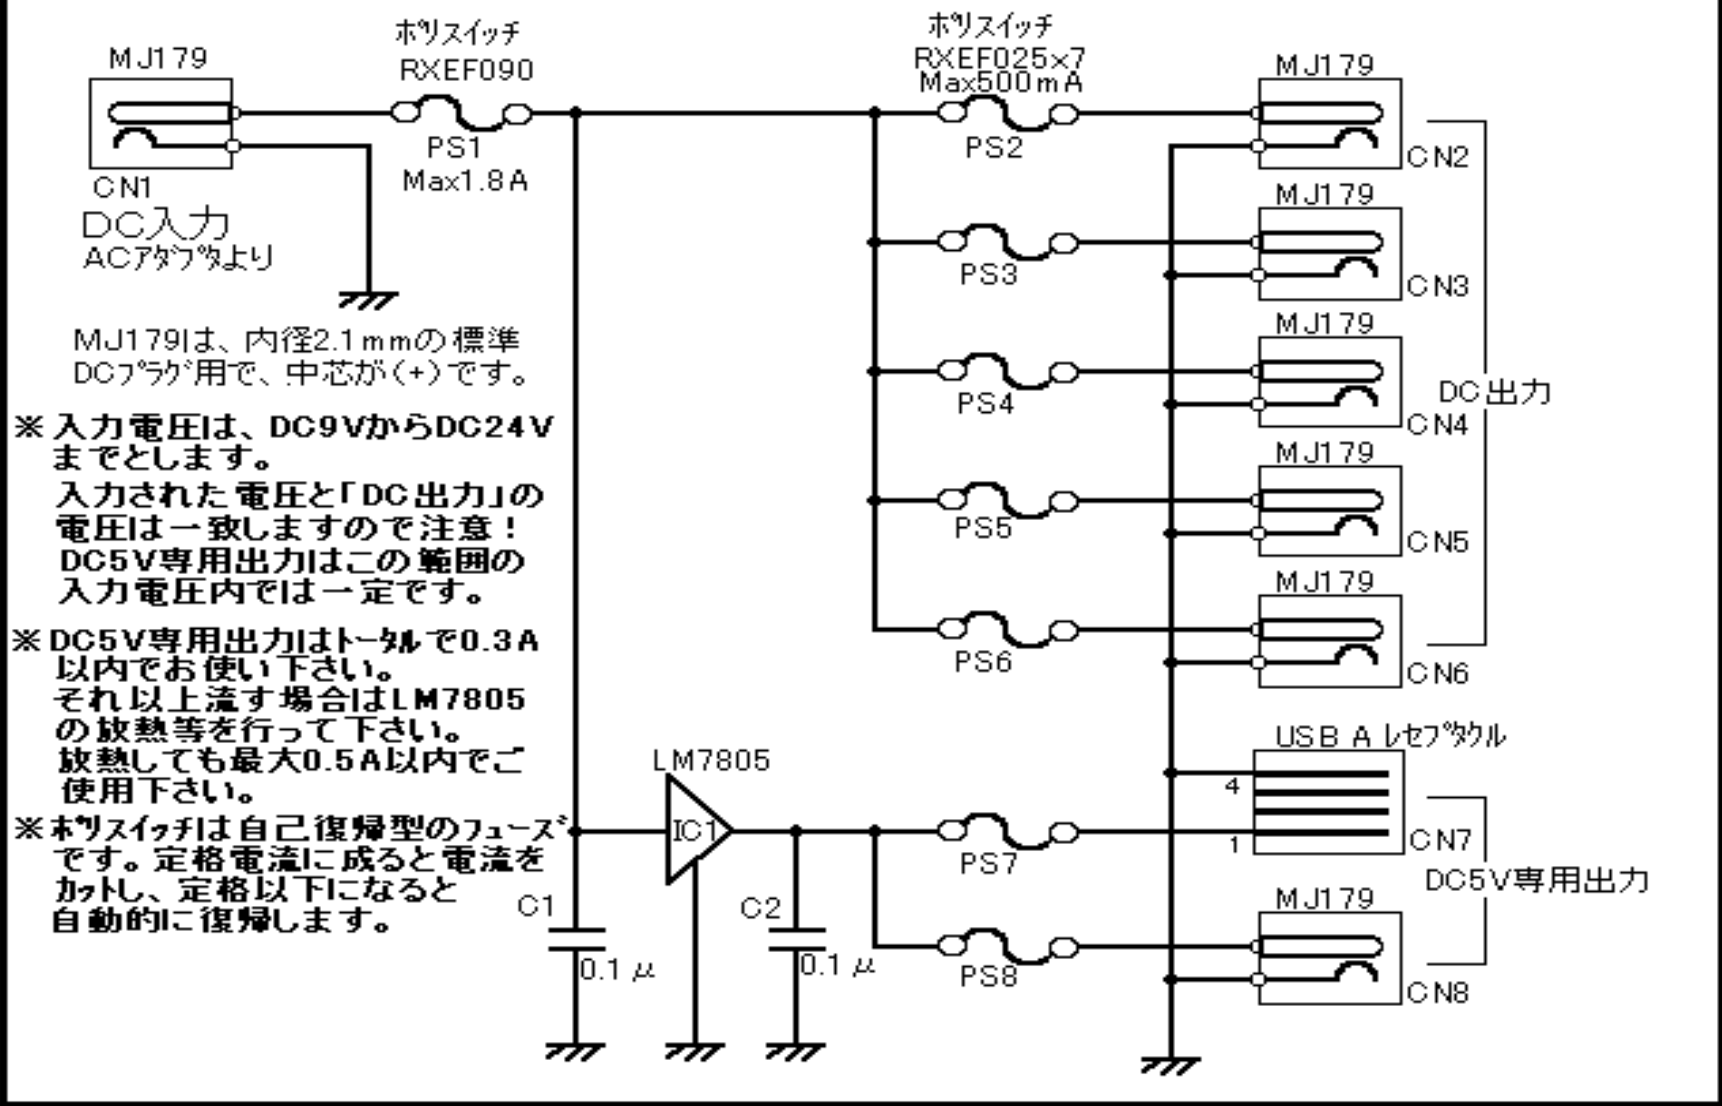 MJ179
CN1
DC入力
ACアダプタより
ポリスイッチ
RXEF090
PS1
Max1.8A
ポリスイッチ
RXEF025×7
Max500mA
PS2
MJ179
CN2
PS3
MJ179
CN3
PS4
MJ179
CN4
DC出力
PS5
MJ179
CN5
PS6
MJ179
CN6
MJ179は、内径2.1mmの標準
DCプラグ用で、中芯が(+)です。
※入力電圧は、DC9VからDC24V
までとします。
入力された電圧と「DC出力」の
電圧は一致しますので注意!
DC5V専用出力はこの範囲の
入力電圧内では一定です。
※DC5V専用出力はトータルで0.3A
以内でお使い下さい。
それ以上流す場合はLM7805
の放熱等を行って下さい。
放熱しても最大0.5A以内でご
使用下さい。
※ポリスイッチは自己復帰型のフューズ
です。定格電流に成ると電流を
カットし、定格以下になると
自動的に復帰します。
LM7805
IC1
C1
0.1μ
C2
0.1μ
PS7
USB A レセプタクル
4
1
CN7
DC5V専用出力
PS8
MJ179
CN8